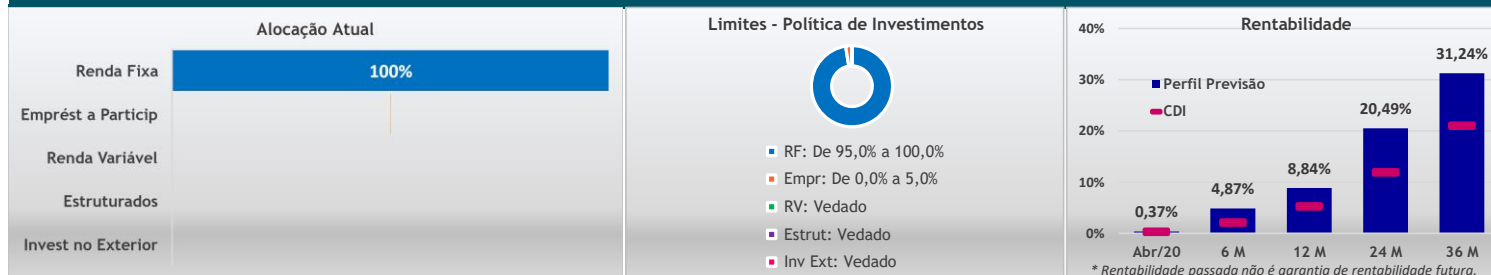 Alocação Atual
Renda Fixa
100%
Emprést a Particip
Renda Variável
Estruturados
Invest no Exterior
Limites - Política de Investimentos
RF: De 95,0% a 100,0%
Empr: De 0,0% a 5,0%
RV: Vedado
Estrut: Vedado
Inv Ext: Vedado
Rentabilidade
40%
30%
20%
10%
0%
Perfil Previsão
CDI
0,37%
4,87%
8,84%
20,49%
31,24%
Abr/20 6 M 12 M 24 M 36 M
* Rentabilidade passada não é garantia de rentabilidade futura.